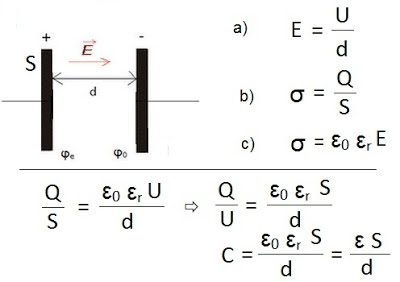 + -
S E⃗
d
φe φ0
a) E = U/d
b) σ = Q/S
c) σ = ε0 εr E
Q/S = ε0 εr U/d ⇨ Q/U = ε0 εr S/d
C = ε0 εr S/d = ε S/d